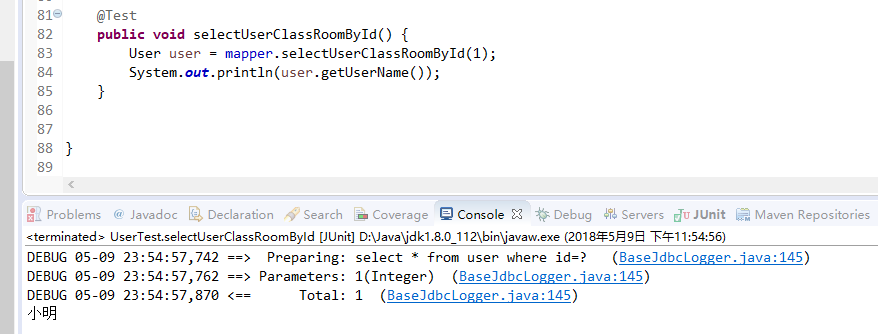 81 @Test
82 public void selectUserClassRoomById() {
83 User user = mapper.selectUserClassRoomById(1);
84 System.out.println(user.getUserName());
85 }
86
87
88 }
89
Problems @ Javadoc Declaration Search Coverage Console Debug Servers JUnit Maven Repositories
<terminated> UserTest.selectUserClassRoomById [JUnit] D:\Java\jdk1.8.0_112\bin\javaw.exe (2018年5月9日 下午11:54:56)
DEBUG 05-09 23:54:57,742 ==>  Preparing: select * from user where id=?   (BaseJdbcLogger.java:145)
DEBUG 05-09 23:54:57,762 ==> Parameters: 1(Integer)  (BaseJdbcLogger.java:145)
DEBUG 05-09 23:54:57,870 <==      Total: 1  (BaseJdbcLogger.java:145)
小明